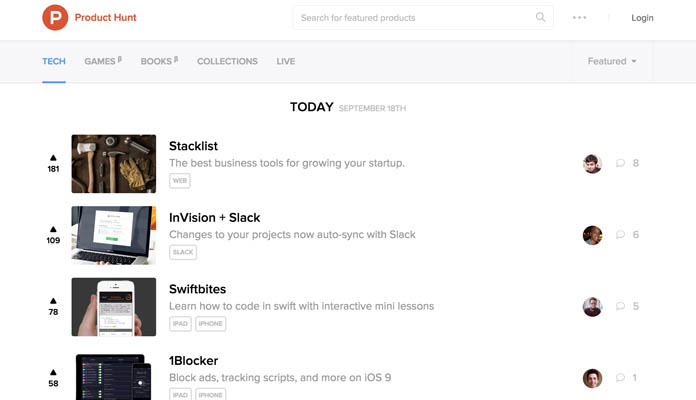 P Product Hunt
Search for featured products
Login
TECH GAMES β BOOKS β COLLECTIONS LIVE
Featured
TODAY SEPTEMBER 18TH
Stacklist
181
The best business tools for growing your startup.
8
WEB
InVision + Slack
109
Changes to your projects now auto-sync with Slack
6
SLACK
Swiftbites
78
Learn how to code in swift with interactive mini lessons
5
IPAD IPHONE
1Blocker
58
Block ads, tracking scripts, and more on iOS 9
1
IPAD IPHONE